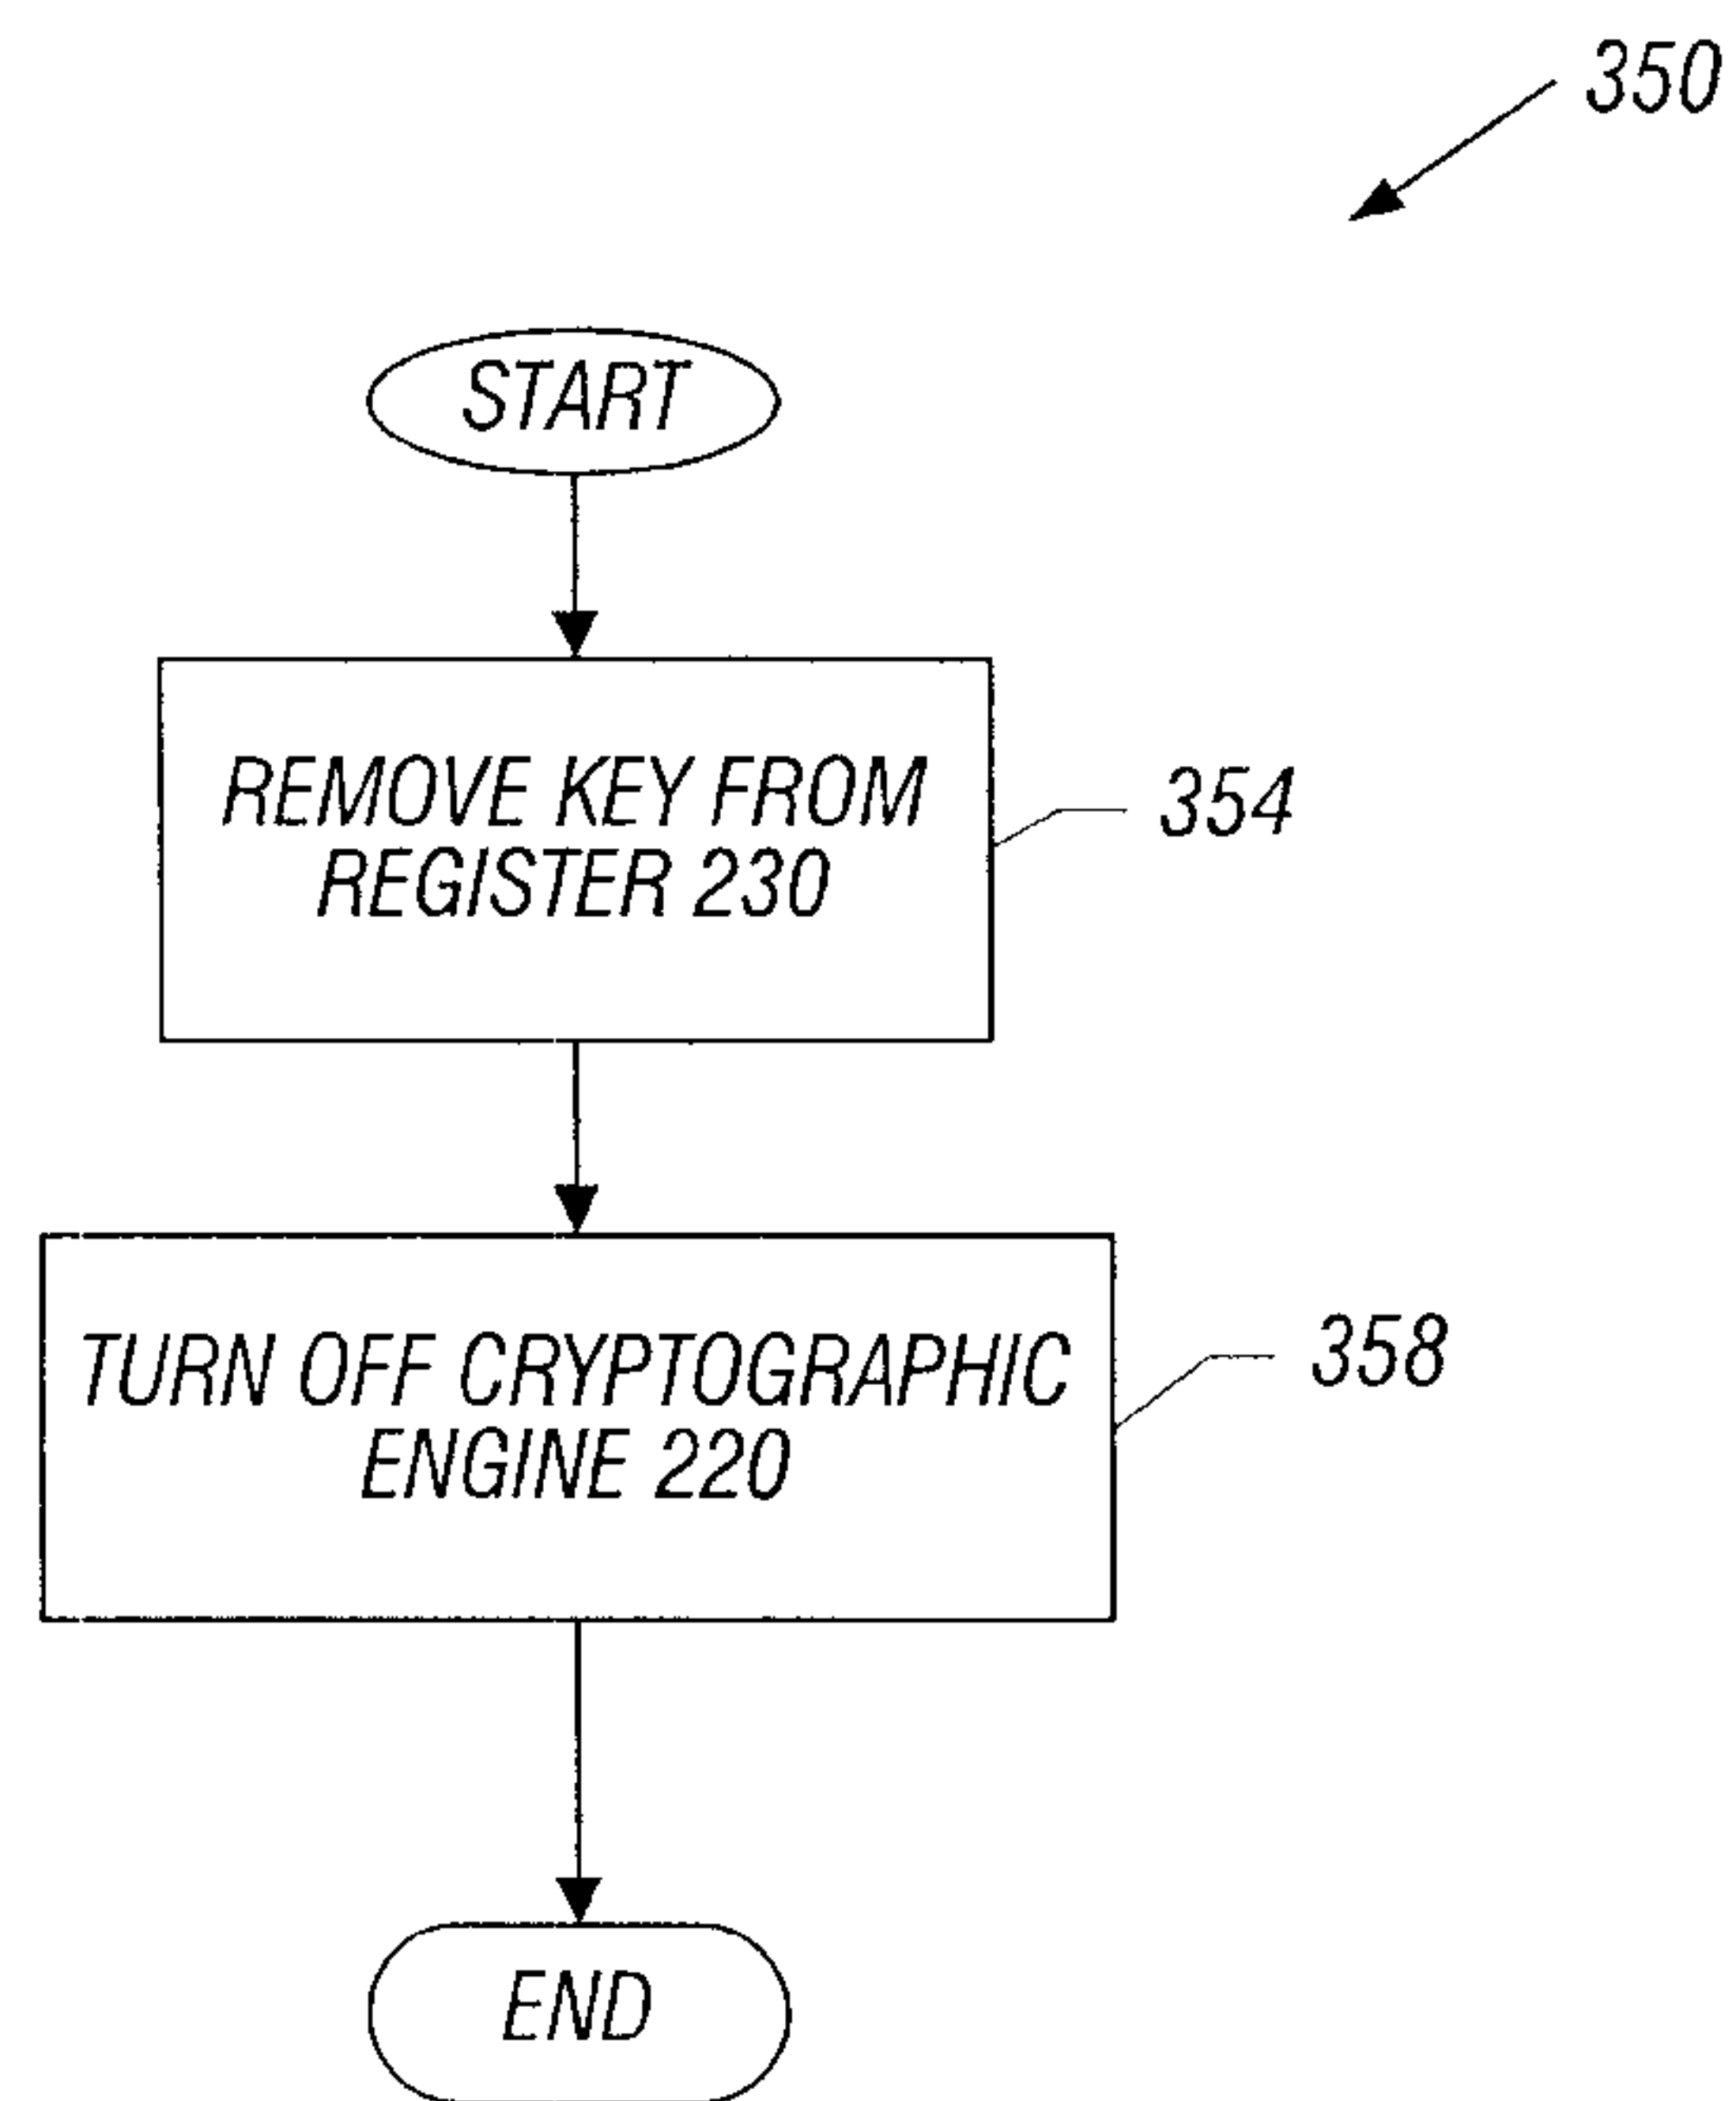 350
START
REMOVE KEY FROM
REGISTER 230
354
TURN OFF CRYPTOGRAPHIC
ENGINE 220
358
END